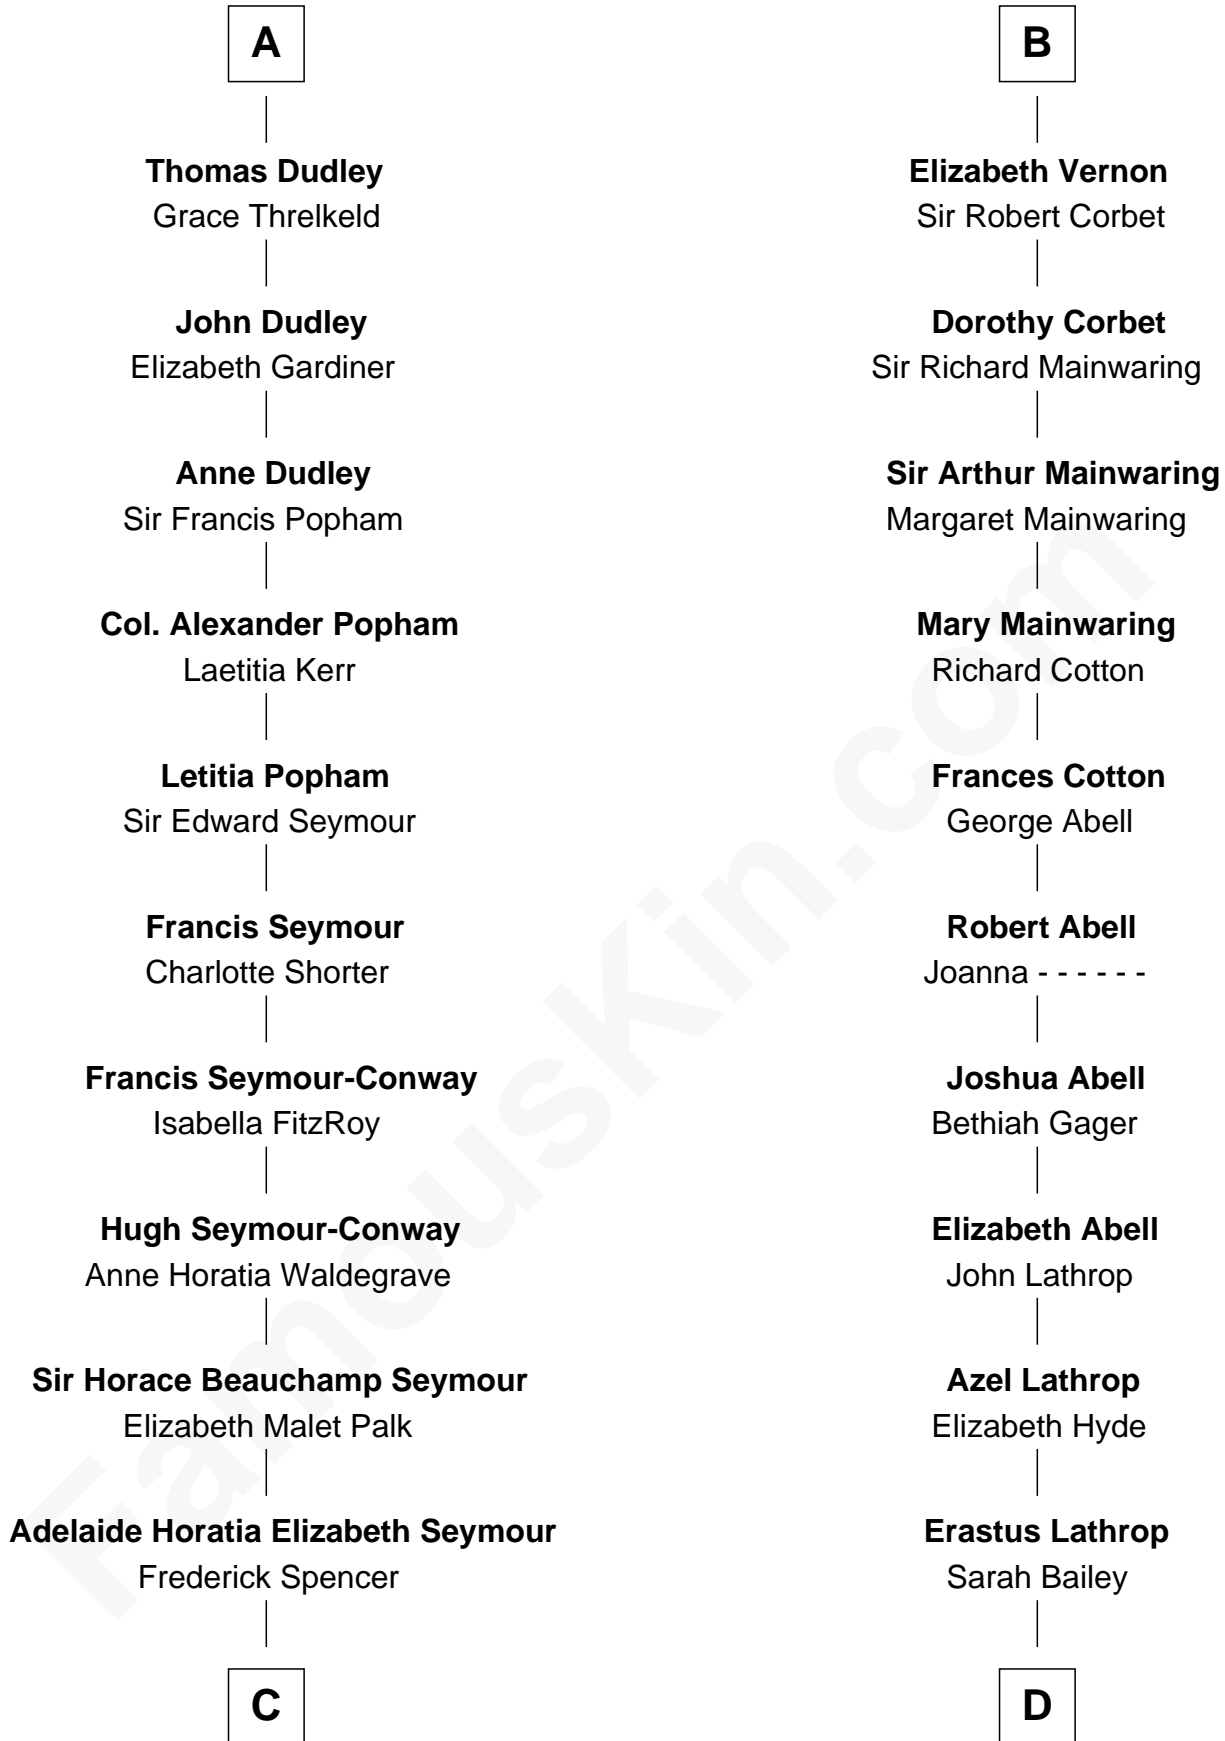 A
Thomas Dudley
Grace Threlkeld
John Dudley
Elizabeth Gardiner
Anne Dudley
Sir Francis Popham
Col. Alexander Popham
Laetitia Kerr
Letitia Popham
Sir Edward Seymour
Francis Seymour
Charlotte Shorter
Francis Seymour-Conway
Isabella FitzRoy
Hugh Seymour-Conway
Anne Horatia Waldegrave
Sir Horace Beauchamp Seymour
Elizabeth Malet Palk
Adelaide Horatia Elizabeth Seymour
Frederick Spencer
C
B
Elizabeth Vernon
Sir Robert Corbet
Dorothy Corbet
Sir Richard Mainwaring
Sir Arthur Mainwaring
Margaret Mainwaring
Mary Mainwaring
Richard Cotton
Frances Cotton
George Abell
Robert Abell
Joanna - - - - - -
Joshua Abell
Bethiah Gager
Elizabeth Abell
John Lathrop
Azel Lathrop
Elizabeth Hyde
Erastus Lathrop
Sarah Bailey
D
FamousKin.com